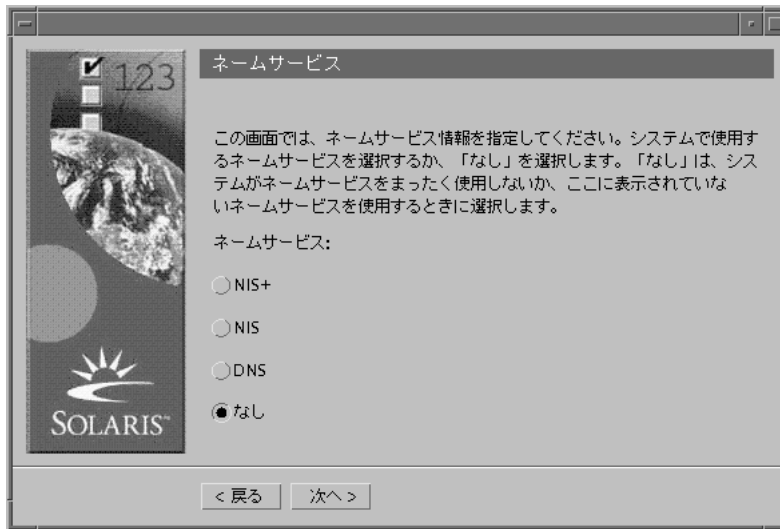 123
ネームサービス
この画面では、ネームサービス情報を指定してください。システムで使用す
るネームサービスを選択するか、「なし」を選択します。「なし」は、シス
テムがネームサービスをまったく使用しないか、ここに表示されていな
いネームサービスを使用するときに選択します。
ネームサービス:
NIS+
NIS
DNS
なし
SOLARIS™
< 戻る
次へ >